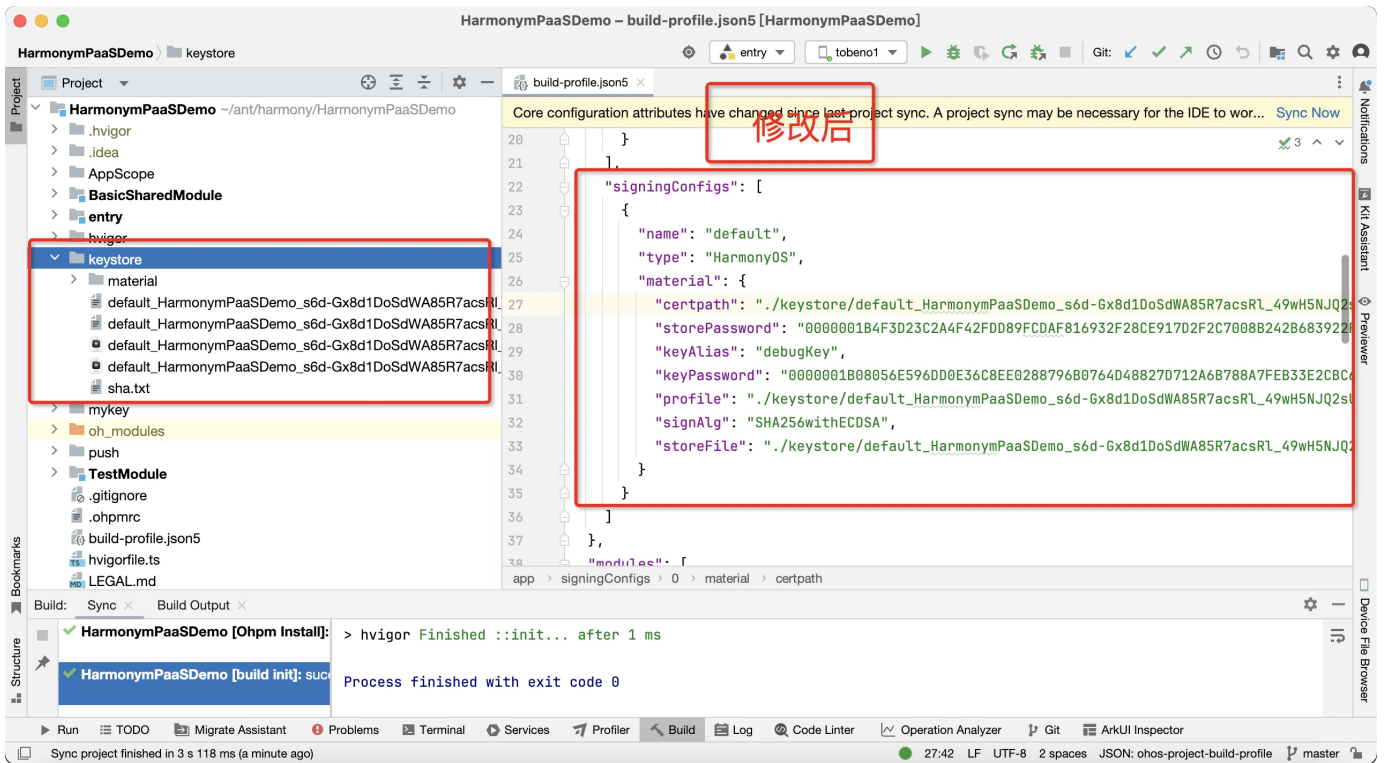 HarmonymPaaSDemo – build-profile.json5 [HarmonymPaaSDemo]
HarmonymPaaSDemo keystore
entry
tobeno1
Git:
Project
Project
HarmonymPaaSDemo ~/ant/harmony/HarmonymPaaSDemo
.hvigor
.idea
AppScope
BasicSharedModule
entry
hvigor
keystore
material
default_HarmonymPaaSDemo_s6d-Gx8d1DoSdWA85R7acsRl_
default_HarmonymPaaSDemo_s6d-Gx8d1DoSdWA85R7acsRl_
default_HarmonymPaaSDemo_s6d-Gx8d1DoSdWA85R7acsRl_
default_HarmonymPaaSDemo_s6d-Gx8d1DoSdWA85R7acsRl_
sha.txt
mykey
oh_modules
push
TestModule
.gitignore
.ohpmrc
build-profile.json5
hvigorfile.ts
LEGAL.md
Bookmarks
Structure
build-profile.json5
Core configuration attributes have changed since last project sync. A project sync may be necessary for the IDE to wor... Sync Now
修改后
3
20 }
21 ],
22 "signingConfigs": [
23 {
24 "name": "default",
25 "type": "HarmonyOS",
26 "material": {
27 "certpath": "./keystore/default_HarmonymPaaSDemo_s6d-Gx8d1DoSdWA85R7acsRl_49wH5NJQ2s
28 "storePassword": "0000001B4F3D23C2A4F42FDD89FCDAF816932F28CE917D2F2C7008B242B683922
29 "keyAlias": "debugKey",
30 "keyPassword": "0000001B08056E596DD0E36C8EE0288796B0764D48827D712A6B788A7FEB33E2CBC
31 "profile": "./keystore/default_HarmonymPaaSDemo_s6d-Gx8d1DoSdWA85R7acsRl_49wH5NJQ2s
32 "signAlg": "SHA256withECDSA",
33 "storeFile": "./keystore/default_HarmonymPaaSDemo_s6d-Gx8d1DoSdWA85R7acsRl_49wH5NJQ2
34 }
35 }
36 ]
37 },
38 "modules": [
app signingConfigs 0 material certpath
Notifications
Kit Assistant
Previewer
Device File Browser
Build: Sync Build Output
HarmonymPaaSDemo [Ohpm Install]:
HarmonymPaaSDemo [build init]: succ
> hvigor Finished ::init... after 1 ms
Process finished with exit code 0
Run TODO Migrate Assistant Problems Terminal Services Profiler Build Log Code Linter Operation Analyzer Git ArkUI Inspector
Sync project finished in 3 s 118 ms (a minute ago)
27:42 LF UTF-8 2 spaces JSON: ohos-project-build-profile master